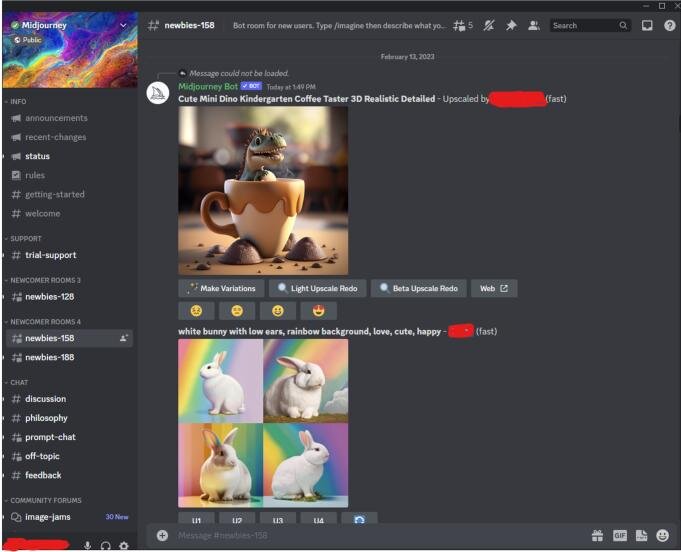 Midjourney
Public
newbies-158
Bot room for new users. Type /imagine then describe what yo...
5
Search
INFO
announcements
recent-changes
status
rules
getting-started
welcome
SUPPORT
trial-support
NEWCOMER ROOMS 3
newbies-128
NEWCOMER ROOMS 4
newbies-158
newbies-188
CHAT
discussion
philosophy
prompt-chat
off-topic
feedback
COMMUNITY FORUMS
image-jams 30 New
February 13, 2023
Message could not be loaded.
Midjourney Bot BOT Today at 1:49 PM
Cute Mini Dino Kindergarten Coffee Taster 3D Realistic Detailed - Upscaled by (fast)
Make Variations Light Upscale Redo Beta Upscale Redo Web
white bunny with low ears, rainbow background, love, cute, happy - (fast)
U1 U2 U3 U4
Message #newbies-158
GIF